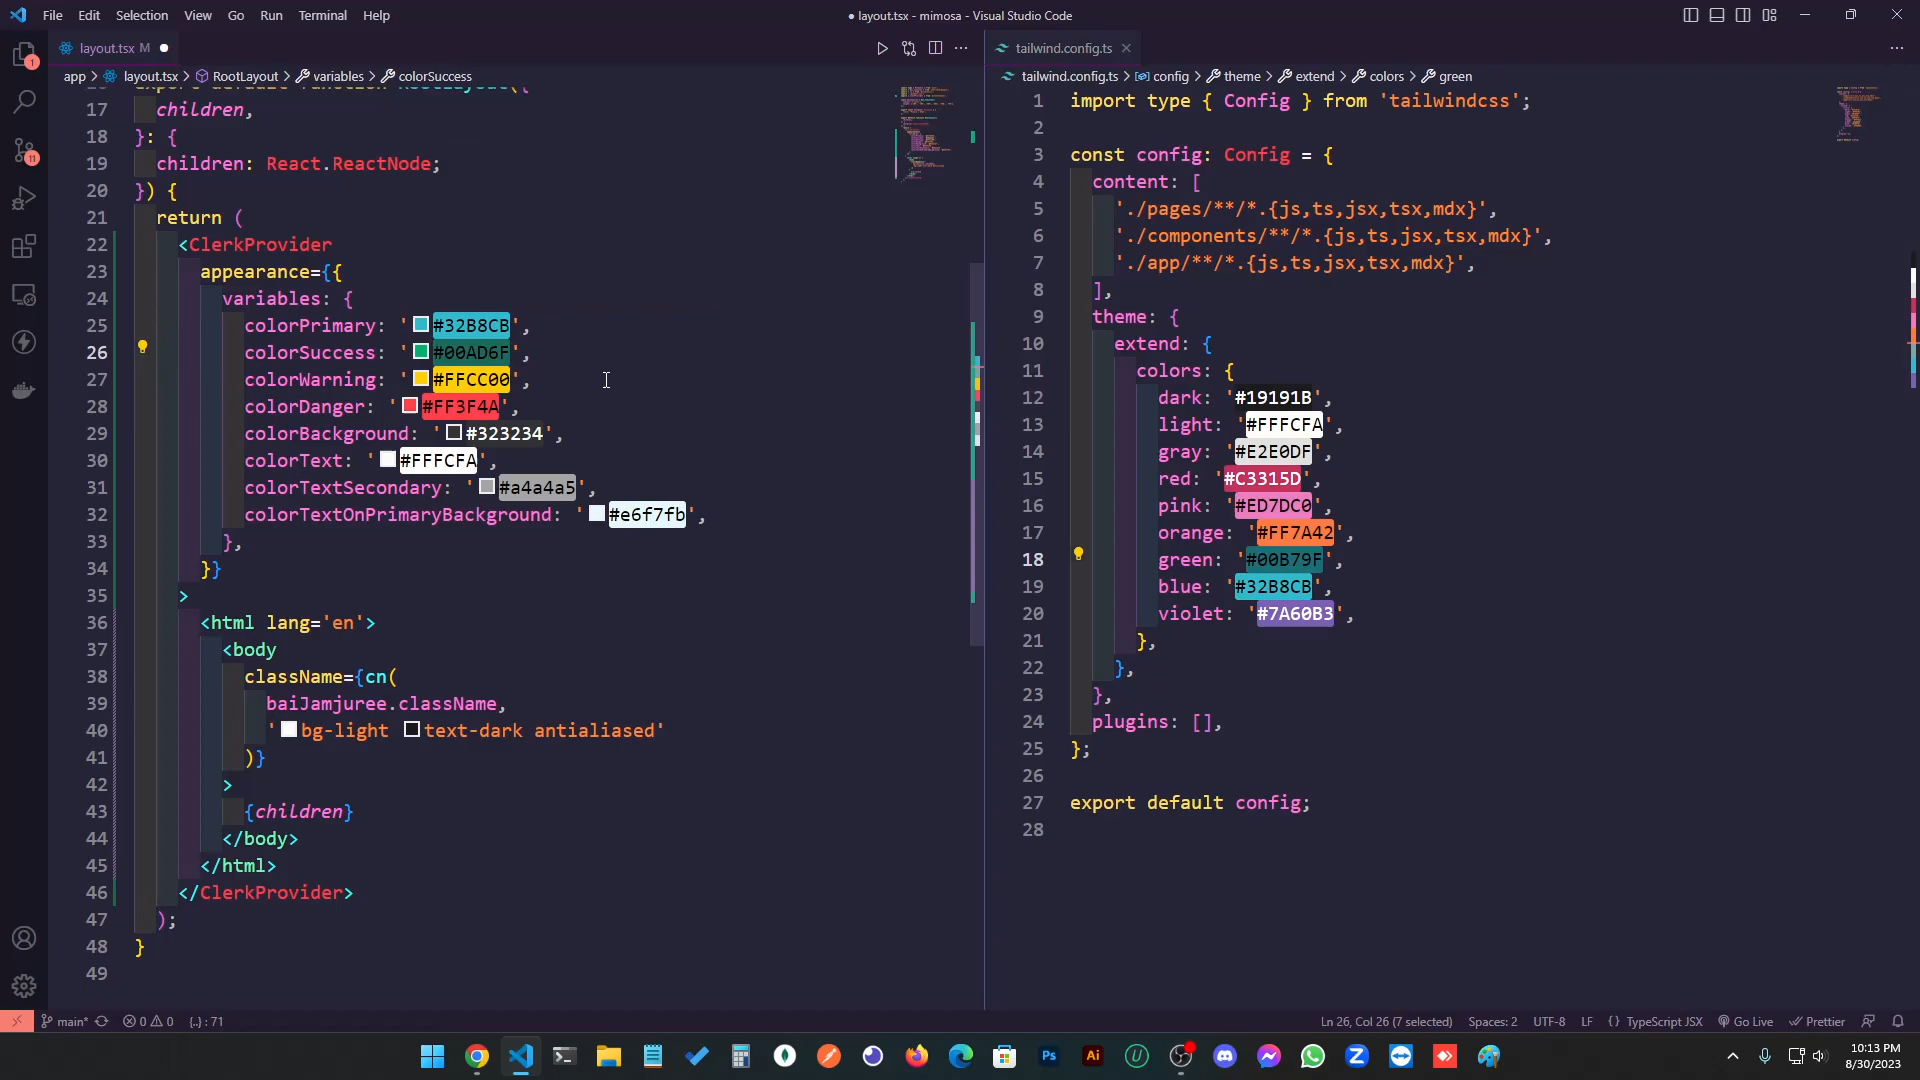 File Edit Selection View Go Run Terminal Help
● layout.tsx - mimosa - Visual Studio Code
layout.tsx M
tailwind.config.ts
app > layout.tsx > RootLayout > variables > colorSuccess
17 children,
18 }: {
19 children: React.ReactNode;
20 }) {
21 return (
22 <ClerkProvider
23 appearance={{
24 variables: {
25 colorPrimary: '#32B8CB',
26 colorSuccess: '#00AD6F',
27 colorWarning: '#FFCC00',
28 colorDanger: '#FF3F4A',
29 colorBackground: '#323234',
30 colorText: '#FFFCFA',
31 colorTextSecondary: '#a4a4a5',
32 colorTextOnPrimaryBackground: '#e6f7fb',
33 },
34 }}
35 >
36 <html lang='en'>
37 <body
38 className={cn(
39 baiJamjuree.className,
40 'bg-light text-dark antialiased'
41 )}
42 >
43 {children}
44 </body>
45 </html>
46 </ClerkProvider>
47 );
48 }
49
tailwind.config.ts > config > theme > extend > colors > green
1 import type { Config } from 'tailwindcss';
2
3 const config: Config = {
4 content: [
5 './pages/**/*.{js,ts,jsx,tsx,mdx}',
6 './components/**/*.{js,ts,jsx,tsx,mdx}',
7 './app/**/*.{js,ts,jsx,tsx,mdx}',
8 ],
9 theme: {
10 extend: {
11 colors: {
12 dark: '#19191B',
13 light: '#FFFCFA',
14 gray: '#E2E0DF',
15 red: '#C3315D',
16 pink: '#ED7DC0',
17 orange: '#FF7A42',
18 green: '#00B79F',
19 blue: '#32B8CB',
20 violet: '#7A60B3',
21 },
22 },
23 },
24 plugins: [],
25 };
26
27 export default config;
28
1
11
main* 0 0 {..} : 71
Ln 26, Col 26 (7 selected) Spaces: 2 UTF-8 LF {} TypeScript JSX Go Live Prettier
Ps Ai
10:13 PM
8/30/2023